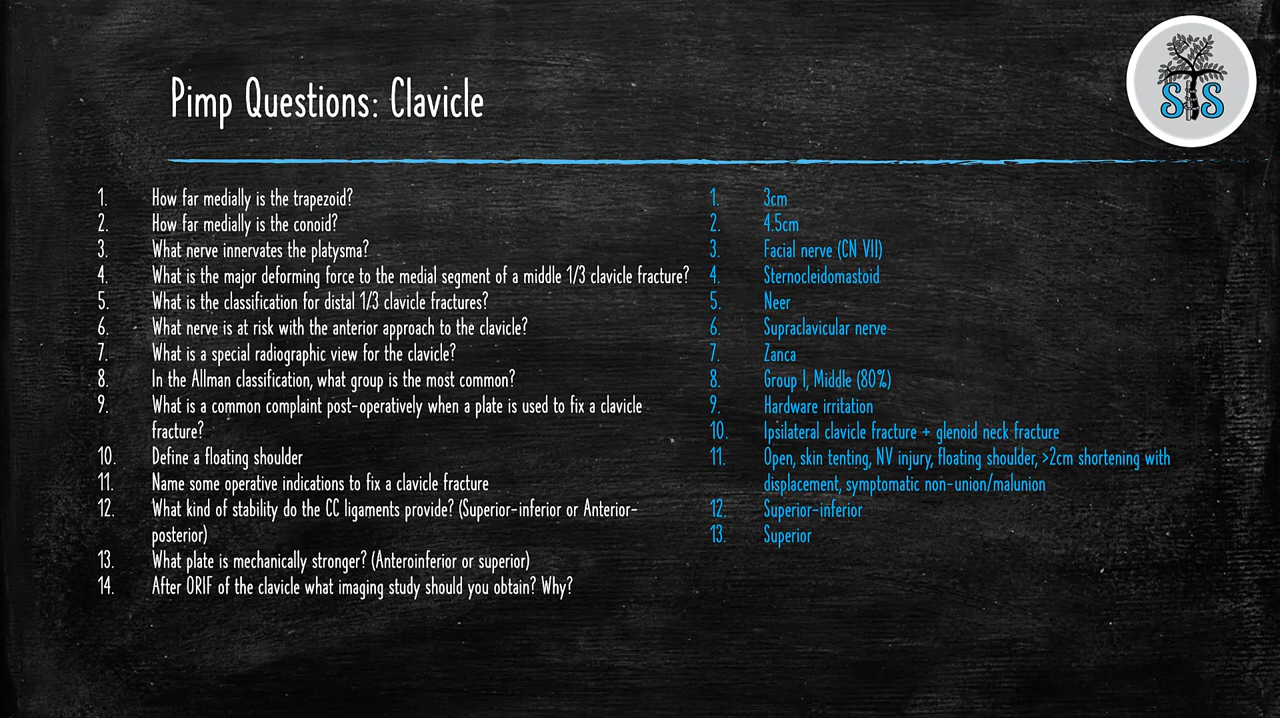 Pimp Questions: Clavicle
SIS
1. How far medially is the trapezoid?
2. How far medially is the conoid?
3. What nerve innervates the platysma?
4. What is the major deforming force to the medial segment of a middle 1/3 clavicle fracture?
5. What is the classification for distal 1/3 clavicle fractures?
6. What nerve is at risk with the anterior approach to the clavicle?
7. What is a special radiographic view for the clavicle?
8. In the Allman classification, what group is the most common?
9. What is a common complaint post-operatively when a plate is used to fix a clavicle
fracture?
10. Define a floating shoulder
11. Name some operative indications to fix a clavicle fracture
12. What kind of stability do the CC ligaments provide? (Superior-inferior or Anterior-
posterior)
13. What plate is mechanically stronger? (Anteroinferior or superior)
14. After ORIF of the clavicle what imaging study should you obtain? Why?
1. 3cm
2. 4.5cm
3. Facial nerve (CN VII)
4. Sternocleidomastoid
5. Neer
6. Supraclavicular nerve
7. Zanca
8. Group I, Middle (80%)
9. Hardware irritation
10. Ipsilateral clavicle fracture + glenoid neck fracture
11. Open, skin tenting, NV injury, floating shoulder, >2cm shortening with
displacement, symptomatic non-union/malunion
12. Superior-inferior
13. Superior